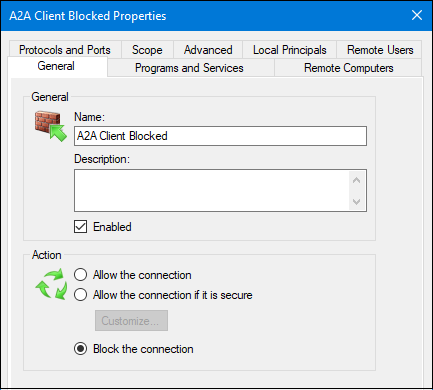 A2A Client Blocked Properties
Protocols and Ports Scope Advanced Local Principals Remote Users
General Programs and Services Remote Computers
General
Name:
A2A Client Blocked
Description:
Enabled
Action
Allow the connection
Allow the connection if it is secure
Customize...
Block the connection